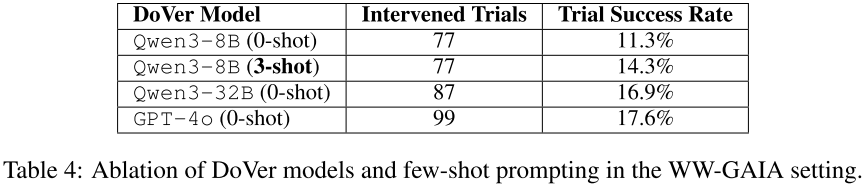 DoVer Model Intervened Trials Trial Success Rate
Qwen3-8B (0-shot) 77 11.3%
Qwen3-8B (3-shot) 77 14.3%
Qwen3-32B (0-shot) 87 16.9%
GPT-4o (0-shot) 99 17.6%
Table 4: Ablation of DoVer models and few-shot prompting in the WW-GAIA setting.